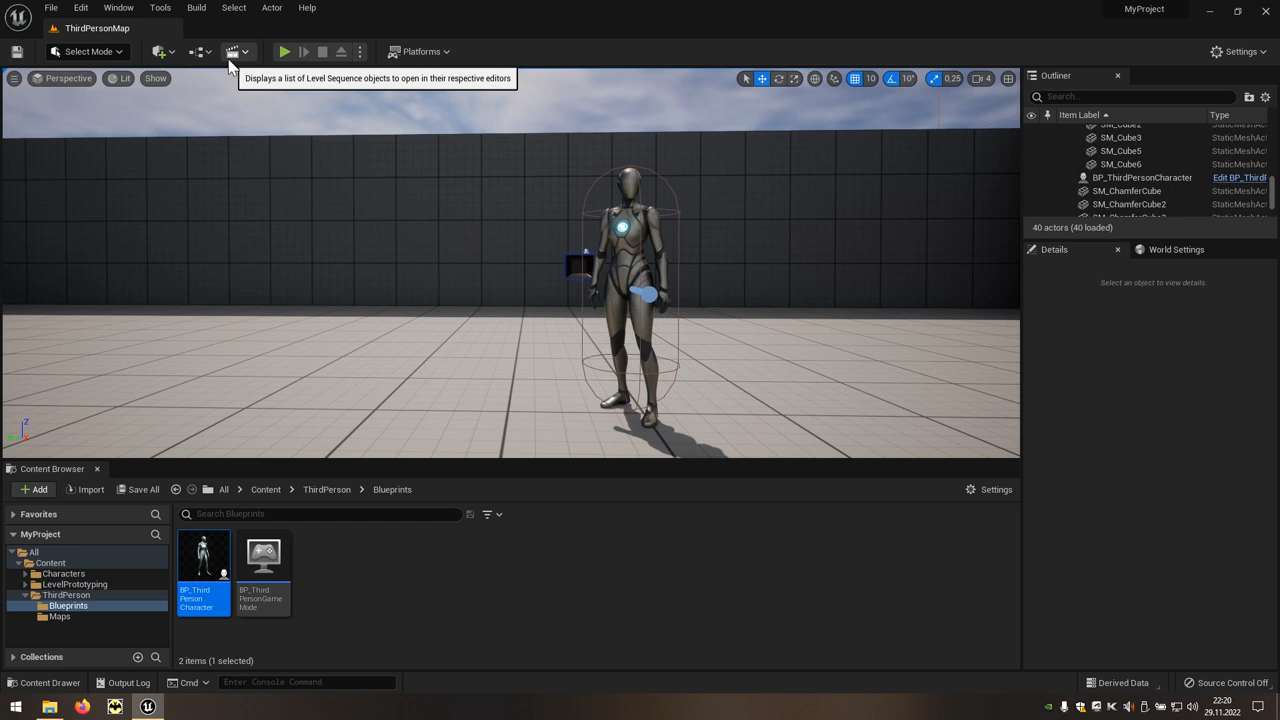 File Edit Window Tools Build Select Actor Help
MyProject
ThirdPersonMap
Select Mode
Platforms
Settings
Displays a list of Level Sequence objects to open in their respective editors
Perspective Lit Show
10 10° 0,25 4
Outliner
Search...
Item Label Type
SM_Cube2 StaticMeshAct
SM_Cube3 StaticMeshAct
SM_Cube5 StaticMeshAct
SM_Cube6 StaticMeshAct
BP_ThirdPersonCharacter Edit BP_ThirdP
SM_ChamferCube StaticMeshAct
SM_ChamferCube2 StaticMeshAct
40 actors (40 loaded)
Details World Settings
Select an object to view details.
Z
Content Browser
Add Import Save All All Content ThirdPerson Blueprints Settings
Favorites
Search Blueprints
MyProject
All
Content
Characters
LevelPrototyping
ThirdPerson
Blueprints
Maps
BP_Third
Person
Character
BP_Third
PersonGame
Mode
Collections
2 items (1 selected)
Content Drawer Output Log Cmd Enter Console Command Derived Data Source Control Off
22:20
29.11.2022